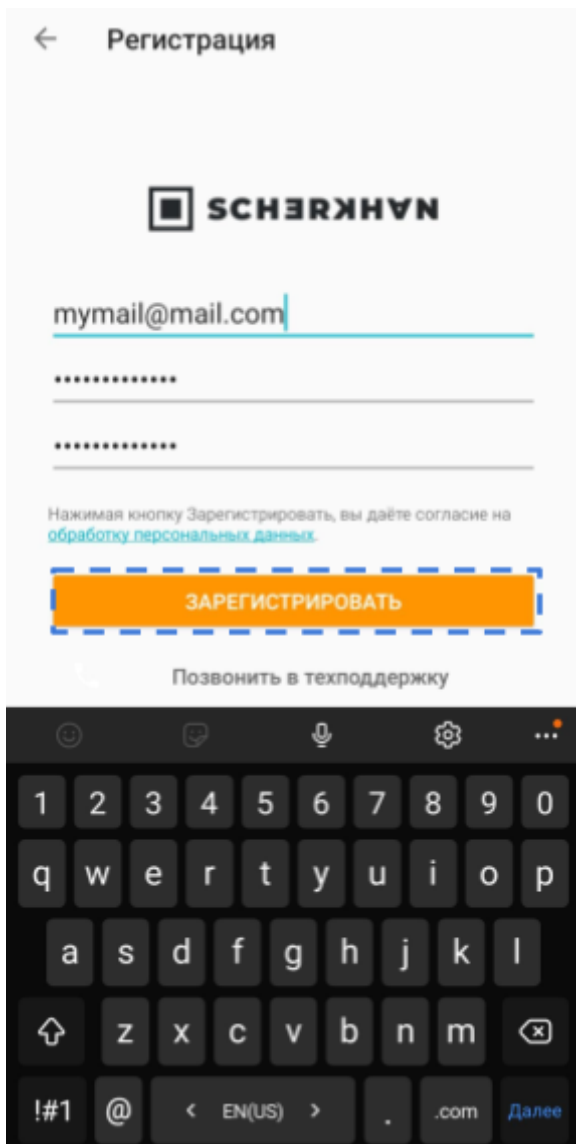 Регистрация
SCHERKHAN
mymail@mail.com
•••••••••••••
•••••••••••••
Нажимая кнопку Зарегистрировать, вы даёте согласие на
обработку персональных данных.
ЗАРЕГИСТРИРОВАТЬ
Позвонить в техподдержку
1 2 3 4 5 6 7 8 9 0
q w e r t y u i o p
a s d f g h j k l
z x c v b n m
!#1 @ < EN(US) > . .com Далее